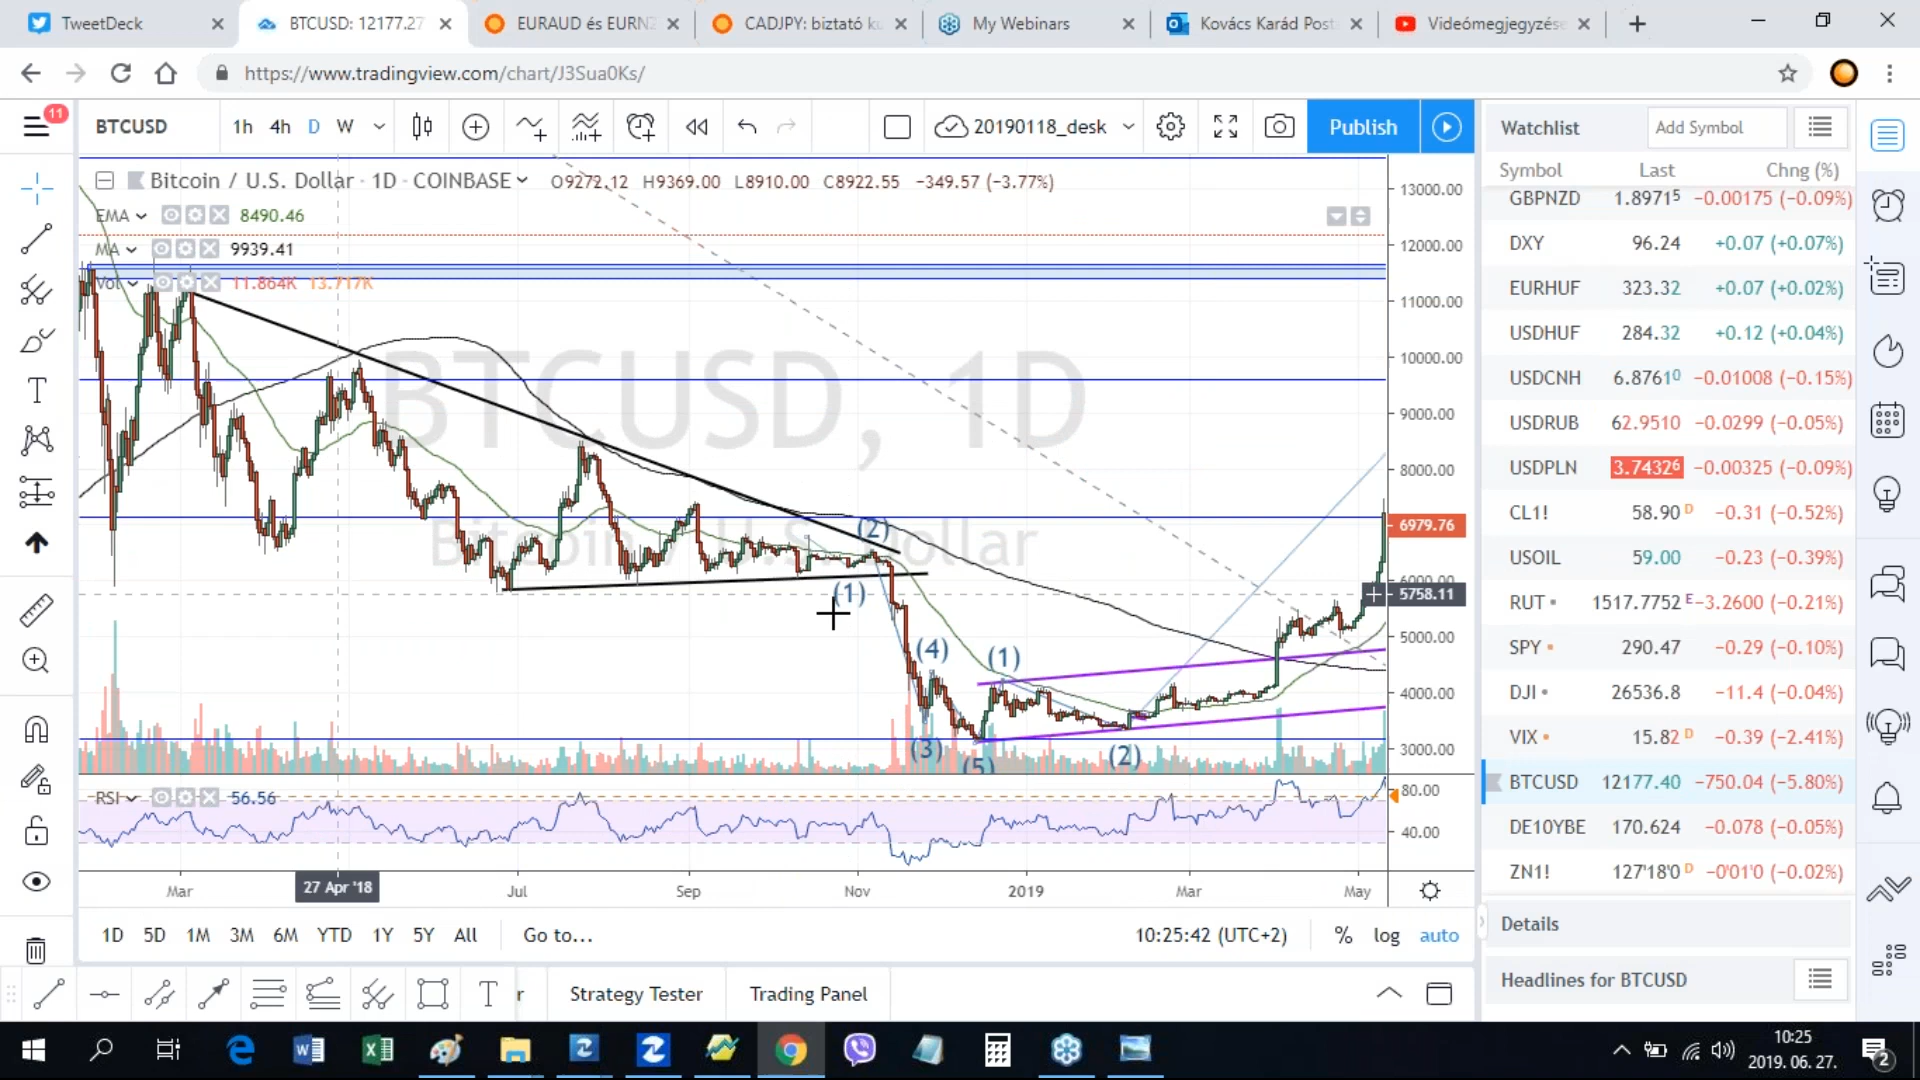 TweetDeck
BTCUSD: 12177.27
EURAUD és EURNZ
CADJPY: biztató ku
My Webinars
Kovács Karád Post
Videómegjegyzése
https://www.tradingview.com/chart/J3Sua0Ks/
11
BTCUSD
1h 4h D W
20190118_desk
Publish
Watchlist
Add Symbol
Symbol Last Chng (%)
Bitcoin / U.S. Dollar · 1D · COINBASE O9272.12 H9369.00 L8910.00 C8922.55 −349.57 (−3.77%)
EMA 8490.46
MA 9939.41
Vol 11.864K 13.717K
BTCUSD, 1D
Bitcoin / U.S. Dollar
(2)
(1)
(4)
(1)
(3)
(5)
(2)
13000.00
12000.00
11000.00
10000.00
9000.00
8000.00
6979.76
6000.00
5758.11
5000.00
4000.00
3000.00
RSI 56.56
80.00
40.00
Mar 27 Apr '18 Jul Sep Nov 2019 Mar May
GBPNZD 1.89715 −0.00175 (−0.09%)
DXY 96.24 +0.07 (+0.07%)
EURHUF 323.32 +0.07 (+0.02%)
USDHUF 284.32 +0.12 (+0.04%)
USDCNH 6.87610 −0.01008 (−0.15%)
USDRUB 62.9510 −0.0299 (−0.05%)
USDPLN 3.74326 −0.00325 (−0.09%)
CL1! 58.90 D −0.31 (−0.52%)
USOIL 59.00 −0.23 (−0.39%)
RUT 1517.7752 E −3.2600 (−0.21%)
SPY 290.47 −0.29 (−0.10%)
DJI 26536.8 −11.4 (−0.04%)
VIX 15.82 D −0.39 (−2.41%)
BTCUSD 12177.40 −750.04 (−5.80%)
DE10YBE 170.624 −0.078 (−0.05%)
ZN1! 127'18'0 D −0'01'0 (−0.02%)
Details
Headlines for BTCUSD
1D 5D 1M 3M 6M YTD 1Y 5Y All Go to...
10:25:42 (UTC+2) % log auto
T r Strategy Tester Trading Panel
10:25
2019. 06. 27.
2